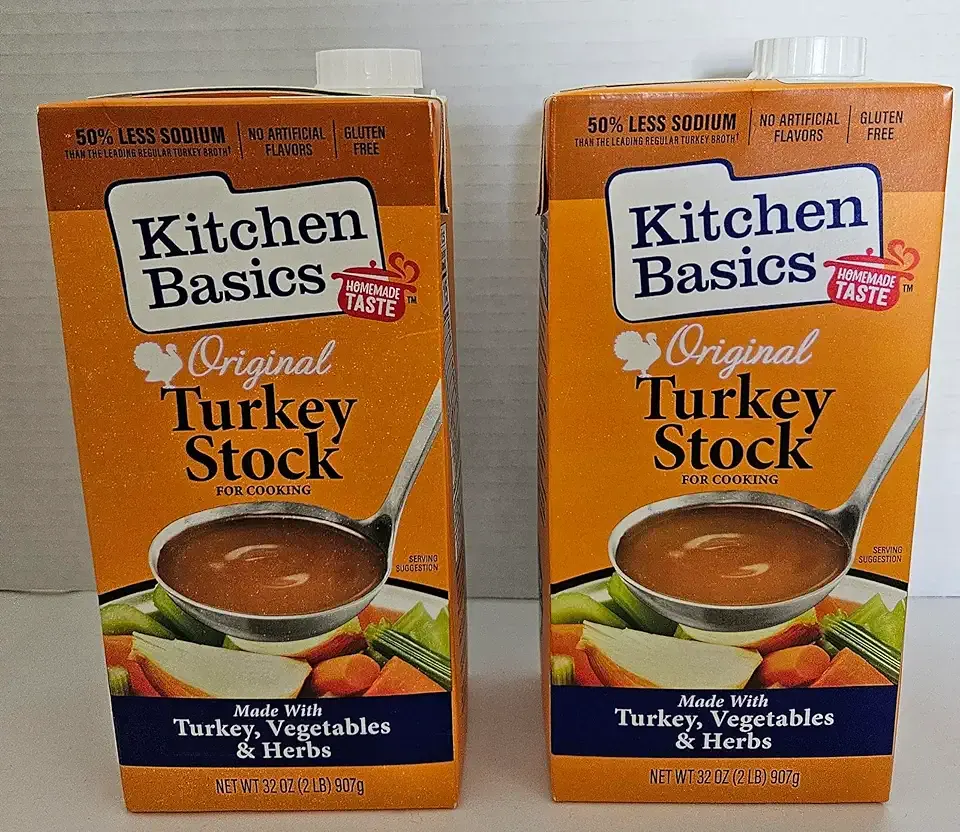 50% LESS SODIUM
THAN THE LEADING REGULAR TURKEY BROTH†
NO ARTIFICIAL
FLAVORS
GLUTEN
FREE
Kitchen
Basics
HOMEMADE
TASTE™
Original
Turkey
Stock
FOR COOKING
SERVING
SUGGESTION
Made With
Turkey, Vegetables
& Herbs
NET WT 32 OZ (2 LB) 907g
50% LESS SODIUM
THAN THE LEADING REGULAR TURKEY BROTH†
NO ARTIFICIAL
FLAVORS
GLUTEN
FREE
Kitchen
Basics
HOMEMADE
TASTE™
Original
Turkey
Stock
FOR COOKING
SERVING
SUGGESTION
Made With
Turkey, Vegetables
& Herbs
NET WT 32 OZ (2 LB) 907g